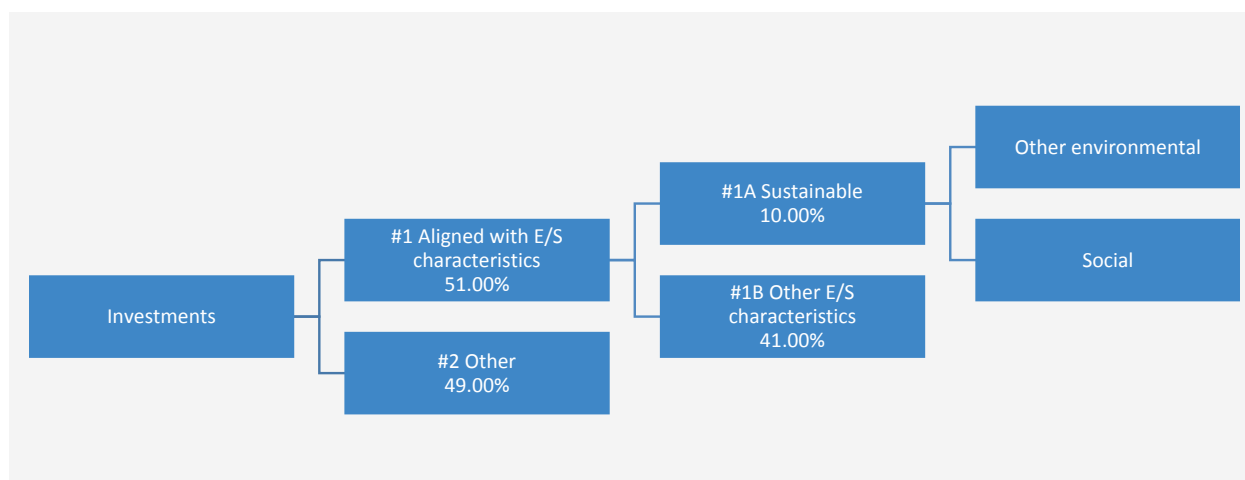 Investments
#1 Aligned with E/S
characteristics
51.00%
#2 Other
49.00%
#1A Sustainable
10.00%
#1B Other E/S
characteristics
41.00%
Other environmental
Social